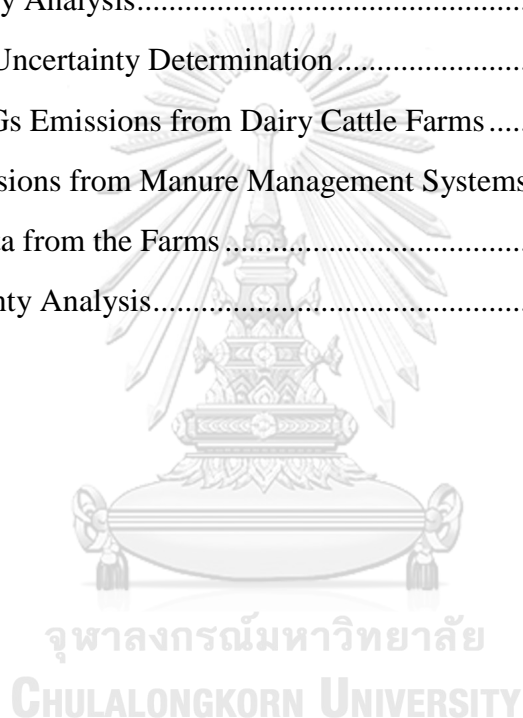 y Analysis
Uncertainty Determination
Gs Emissions from Dairy Cattle Farms
sions from Manure Management Systems
ta from the Farms
nty Analysis
จุฬาลงกรณ์มหาวิทยาลัย
CHULALONGKORN UNIVERSITY